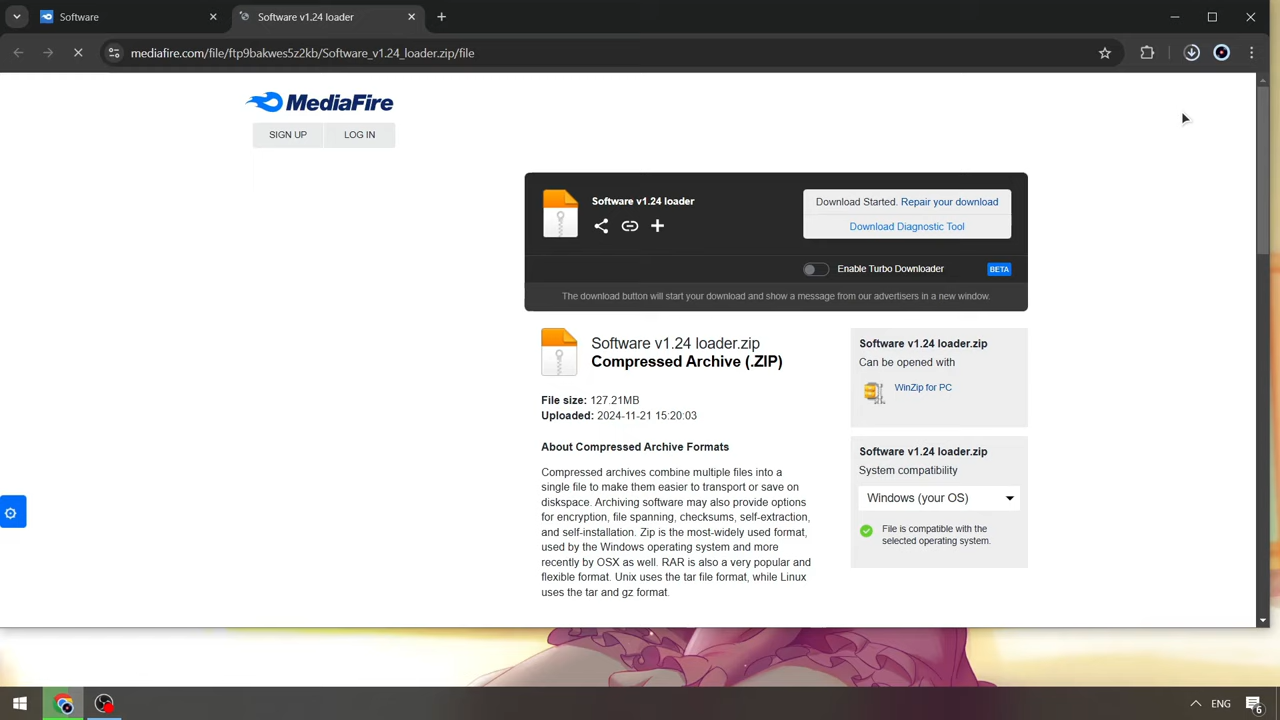 Software
Software v1.24 loader
mediafire.com/file/ftp9bakwes5z2kb/Software_v1.24_loader.zip/file
MediaFire
SIGN UP
LOG IN
Software v1.24 loader
Download Started. Repair your download
Download Diagnostic Tool
Enable Turbo Downloader
BETA
The download button will start your download and show a message from our advertisers in a new window.
Software v1.24 loader.zip
Compressed Archive (.ZIP)
File size: 127.21MB
Uploaded: 2024-11-21 15:20:03
About Compressed Archive Formats
Compressed archives combine multiple files into a
single file to make them easier to transport or save on
diskspace. Archiving software may also provide options
for encryption, file spanning, checksums, self-extraction,
and self-installation. Zip is the most-widely used format,
used by the Windows operating system and more
recently by OSX as well. RAR is also a very popular and
flexible format. Unix uses the tar file format, while Linux
uses the tar and gz format.
Software v1.24 loader.zip
Can be opened with
WinZip for PC
Software v1.24 loader.zip
System compatibility
Windows (your OS)
File is compatible with the
selected operating system.
ENG
6